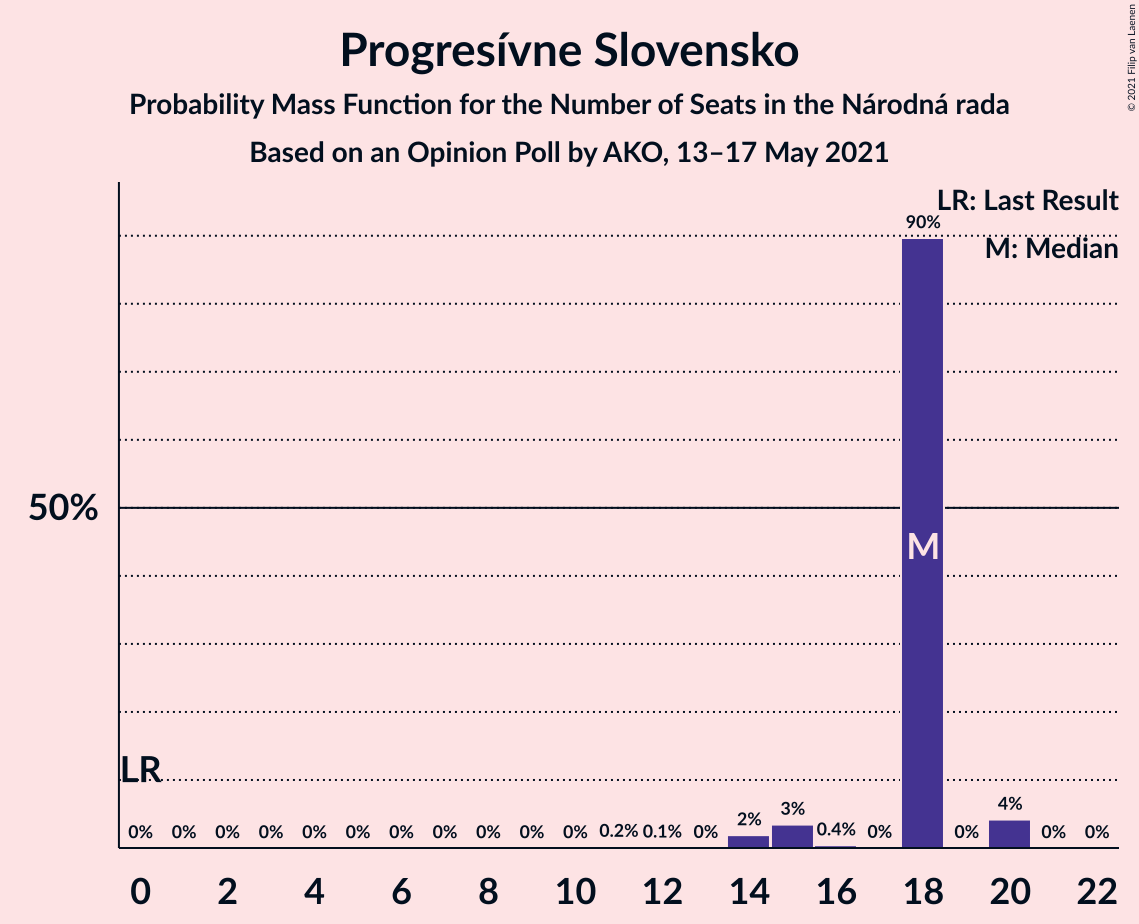 Progresívne Slovensko
Probability Mass Function for the Number of Seats in the Národná rada
Based on an Opinion Poll by AKO, 13–17 May 2021
© 2021 Filip van Laenen
LR: Last Result
M: Median
90%
50%
M
LR
0% 0% 0% 0% 0% 0% 0% 0% 0% 0% 0% 0.2% 0.1% 0% 2% 3% 0.4% 0% 0% 4% 0% 0%
0 2 4 6 8 10 12 14 16 18 20 22